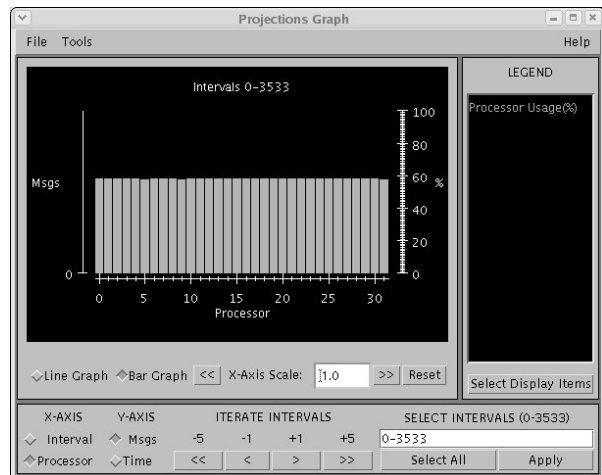 Projections Graph
File Tools Help
Intervals 0-3533
Msgs
0
100
80
60 %
40
20
0
0 5 10 15 20 25 30
Processor
LEGEND
Processor Usage(%)
Line Graph Bar Graph << X-Axis Scale: 1.0 >> Reset
Select Display Items
X-AXIS Y-AXIS ITERATE INTERVALS SELECT INTERVALS (0-3533)
Interval Msgs -5 -1 +1 +5 0-3533
Processor Time << < > >> Select All Apply